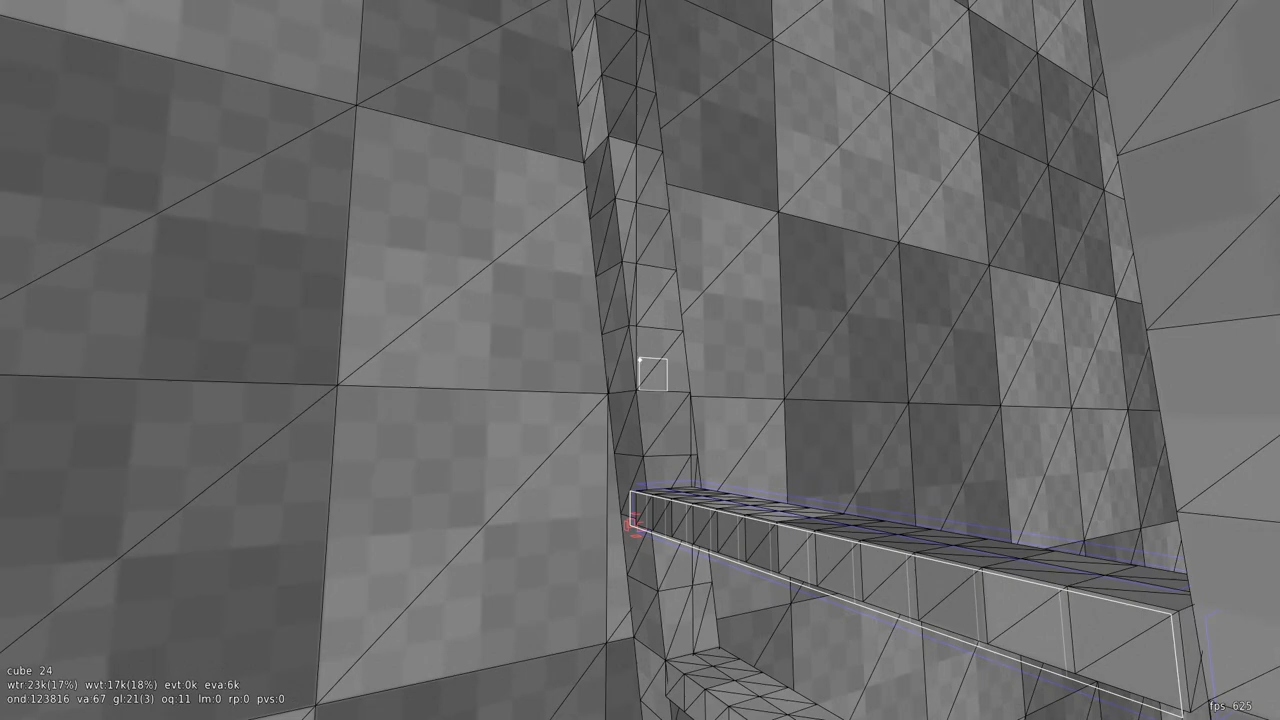 cube 24
wtr:23k(17%) wvt:17k(18%) evt:0k eva:6k
ond:123816 va:67 gl:21(3) oq:11 lm:0 rp:0 pvs:0
fps 625